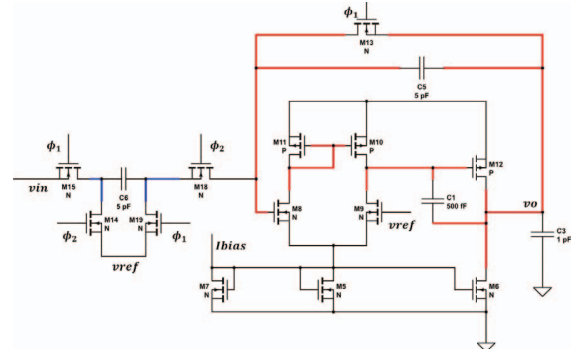 ϕ1
M13
N
C5
5 pF
M11
P
M10
P
M12
P
ϕ1
ϕ2
vin
M15
N
C6
5 pF
M18
N
C1
500 fF
M8
N
M9
N
vref
vo
C3
1 pF
M14
N
M19
N
ϕ2
ϕ1
vref
Ibias
M7
N
M5
N
M6
N